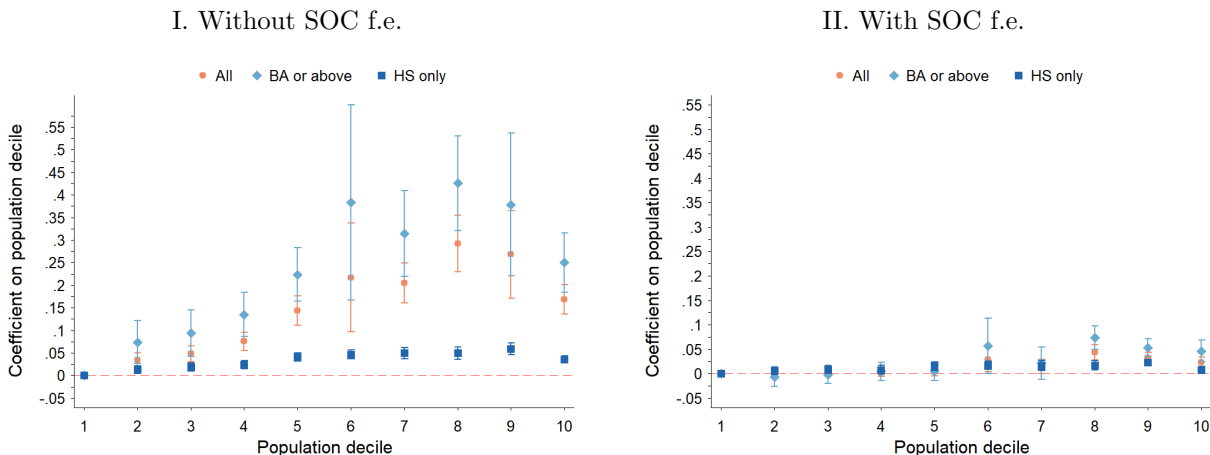 I. Without SOC f.e.
All BA or above HS only
Coefficient on population decile
.55
.5
.45
.4
.35
.3
.25
.2
.15
.1
.05
0
-.05
1 2 3 4 5 6 7 8 9 10
Population decile
II. With SOC f.e.
All BA or above HS only
Coefficient on population decile
.55
.5
.45
.4
.35
.3
.25
.2
.15
.1
.05
0
-.05
1 2 3 4 5 6 7 8 9 10
Population decile